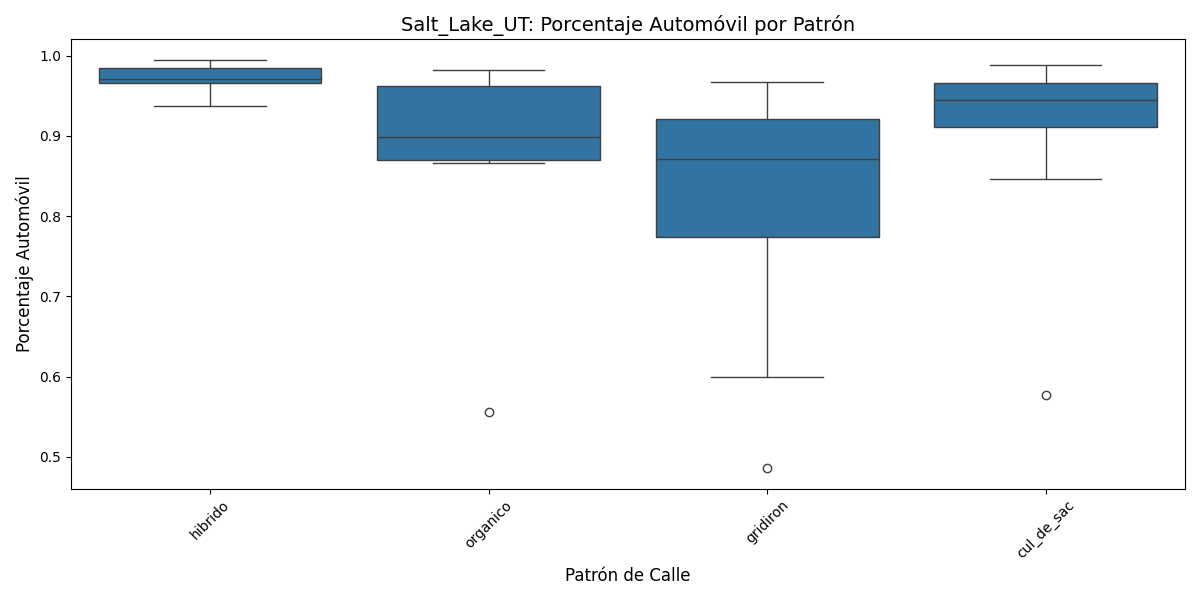 Salt_Lake_UT: Porcentaje Automóvil por Patrón
Porcentaje Automóvil
1.0
0.9
0.8
0.7
0.6
0.5
hibrido
organico
gridiron
cul_de_sac
Patrón de Calle